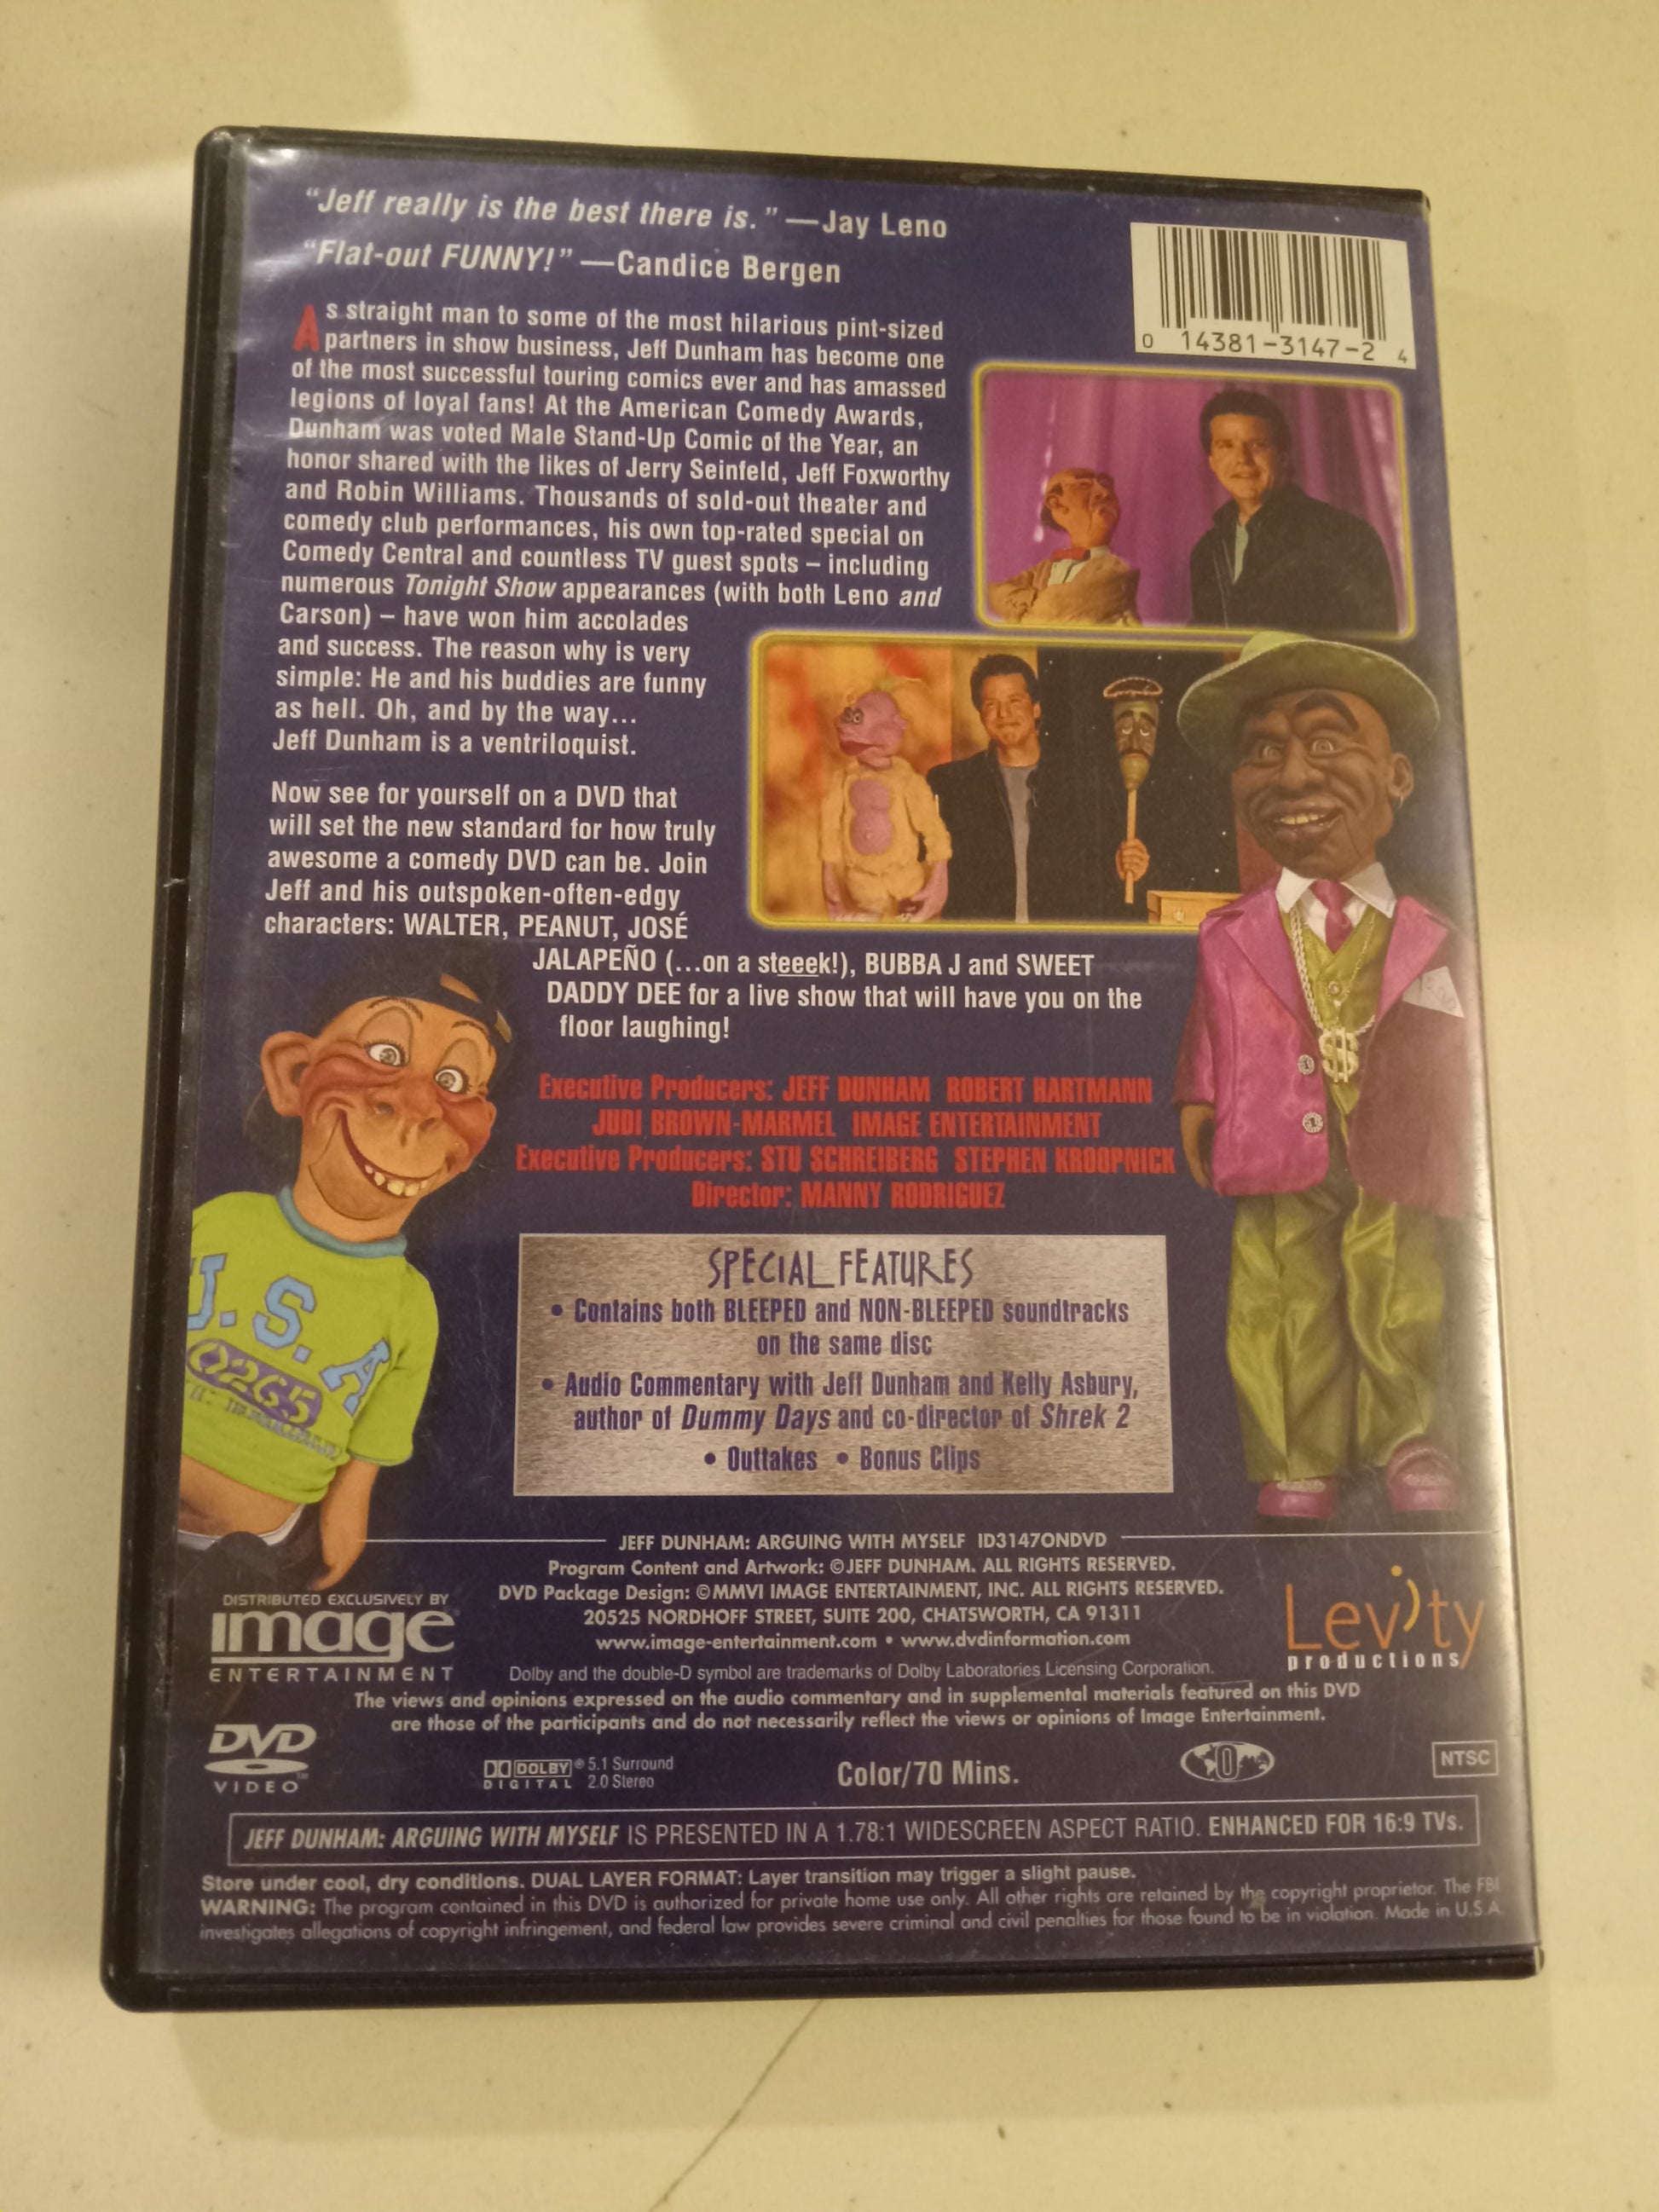 “Jeff really is the best there is.” —Jay Leno
“Flat-out FUNNY!” —Candice Bergen
0 14381-3147-2 4
As straight man to some of the most hilarious pint-sized
partners in show business, Jeff Dunham has become one
of the most successful touring comics ever and has amassed
legions of loyal fans! At the American Comedy Awards,
Dunham was voted Male Stand-Up Comic of the Year, an
honor shared with the likes of Jerry Seinfeld, Jeff Foxworthy
and Robin Williams. Thousands of sold-out theater and
comedy club performances, his own top-rated special on
Comedy Central and countless TV guest spots – including
numerous Tonight Show appearances (with both Leno and
Carson) – have won him accolades
and success. The reason why is very
simple: He and his buddies are funny
as hell. Oh, and by the way...
Jeff Dunham is a ventriloquist.
Now see for yourself on a DVD that
will set the new standard for how truly
awesome a comedy DVD can be. Join
Jeff and his outspoken-often-edgy
characters: WALTER, PEANUT, JOSÉ
JALAPEÑO (...on a steeek!), BUBBA J and SWEET
DADDY DEE for a live show that will have you on the
floor laughing!
Executive Producers: JEFF DUNHAM ROBERT HARTMANN
JUDI BROWN-MARMEL IMAGE ENTERTAINMENT
Executive Producers: STU SCHREIBERG STEPHEN KROOPNICK
Director: MANNY RODRIGUEZ
$
U.S.A
0265
SPECIAL FEATURES
• Contains both BLEEPED and NON-BLEEPED soundtracks
on the same disc
• Audio Commentary with Jeff Dunham and Kelly Asbury,
author of Dummy Days and co-director of Shrek 2
• Outtakes • Bonus Clips
JEFF DUNHAM: ARGUING WITH MYSELF ID3147ONDVD
Program Content and Artwork: ©JEFF DUNHAM. ALL RIGHTS RESERVED.
DVD Package Design: ©MMVI IMAGE ENTERTAINMENT, INC. ALL RIGHTS RESERVED.
20525 NORDHOFF STREET, SUITE 200, CHATSWORTH, CA 91311
www.image-entertainment.com • www.dvdinformation.com
DISTRIBUTED EXCLUSIVELY BY
image
ENTERTAINMENT
Levity
productions
Dolby and the double-D symbol are trademarks of Dolby Laboratories Licensing Corporation.
The views and opinions expressed on the audio commentary and in supplemental materials featured on this DVD
are those of the participants and do not necessarily reflect the views or opinions of Image Entertainment.
DVD
VIDEO
DOLBY ® 5.1 Surround
DIGITAL 2.0 Stereo
Color/70 Mins.
0
NTSC
JEFF DUNHAM: ARGUING WITH MYSELF IS PRESENTED IN A 1.78:1 WIDESCREEN ASPECT RATIO. ENHANCED FOR 16:9 TVs.
Store under cool, dry conditions. DUAL LAYER FORMAT: Layer transition may trigger a slight pause.
WARNING: The program contained in this DVD is authorized for private home use only. All other rights are retained by the copyright proprietor. The FBI
investigates allegations of copyright infringement, and federal law provides severe criminal and civil penalties for those found to be in violation. Made in U.S.A.